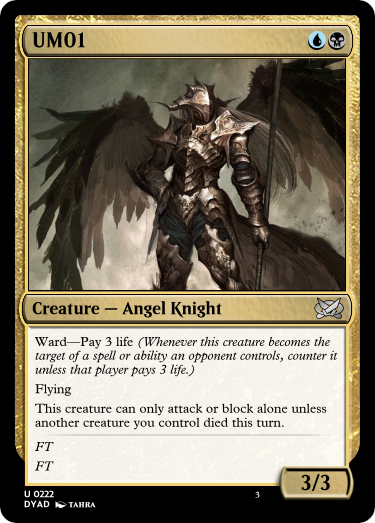 UM01
Creature — Angel Knight
Ward—Pay 3 life (Whenever this creature becomes the
target of a spell or ability an opponent controls, counter it
unless that player pays 3 life.)
Flying
This creature can only attack or block alone unless
another creature you control died this turn.
FT
FT
3/3
U 0222
3
DYAD TAHRA